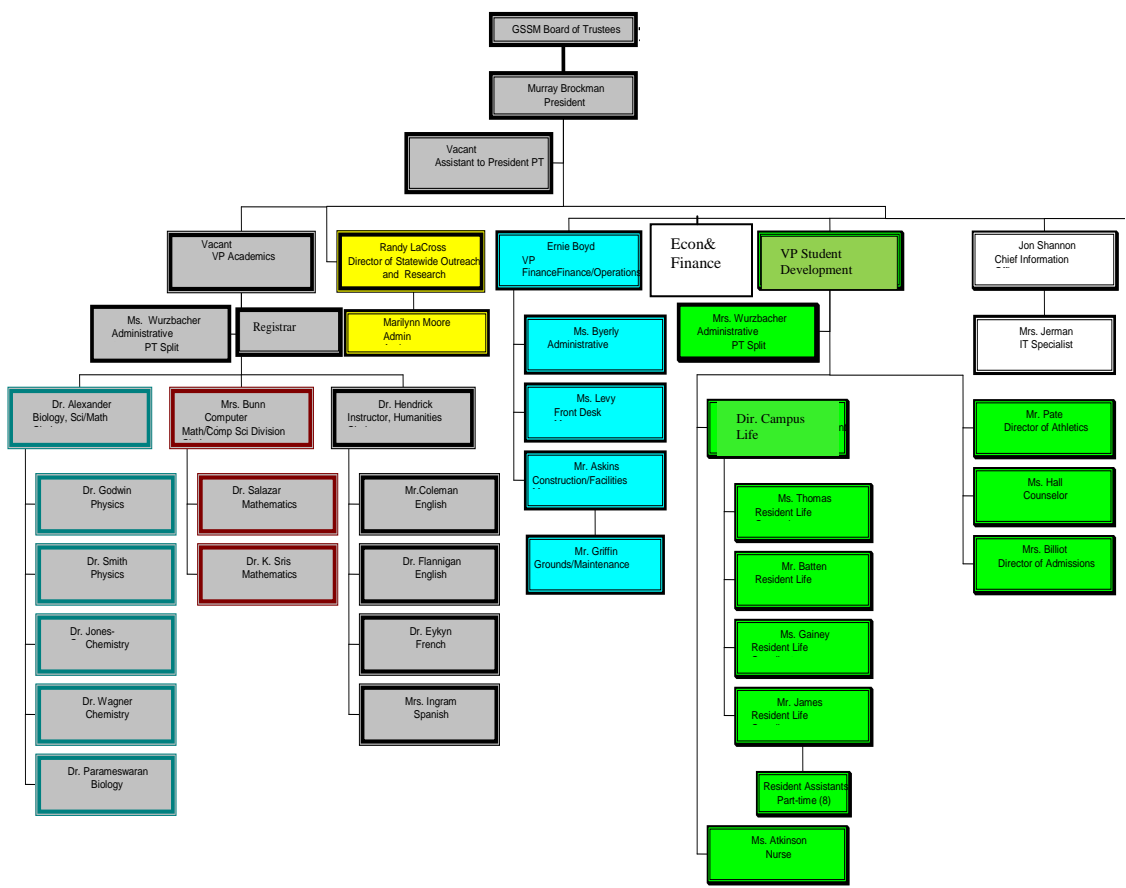 GSSM Board of Trustees
Murray Brockman
President
Vacant
Assistant to President PT
Vacant
VP Academics
Randy LaCross
Director of Statewide Outreach
and Research
Ernie Boyd
VP
FinanceFinance/Operations
Econ&
Finance
VP Student
Development
Jon Shannon
Chief Information
Ms. Wurzbacher
Administrative
PT Split
Registrar
Marilynn Moore
Admin
Ms. Byerly
Administrative
Mrs. Wurzbacher
Administrative
PT Split
Mrs. Jerman
IT Specialist
Dr. Alexander
Biology, Sci/Math
Mrs. Bunn
Computer
Math/Comp Sci Division
Dr. Hendrick
Instructor, Humanities
Ms. Levy
Front Desk
Dir. Campus
Life
Mr. Pate
Director of Athletics
Dr. Godwin
Physics
Dr. Salazar
Mathematics
Mr.Coleman
English
Mr. Askins
Construction/Facilities
Ms. Thomas
Resident Life
Ms. Hall
Counselor
Dr. Smith
Physics
Dr. K. Sris
Mathematics
Dr. Flannigan
English
Mr. Griffin
Grounds/Maintenance
Mr. Batten
Resident Life
Mrs. Billiot
Director of Admissions
Dr. Jones-
Chemistry
Dr. Eykyn
French
Ms. Gainey
Resident Life
Dr. Wagner
Chemistry
Mrs. Ingram
Spanish
Mr. James
Resident Life
Dr. Parameswaran
Biology
Resident Assistants
Part-time (8)
Ms. Atkinson
Nurse